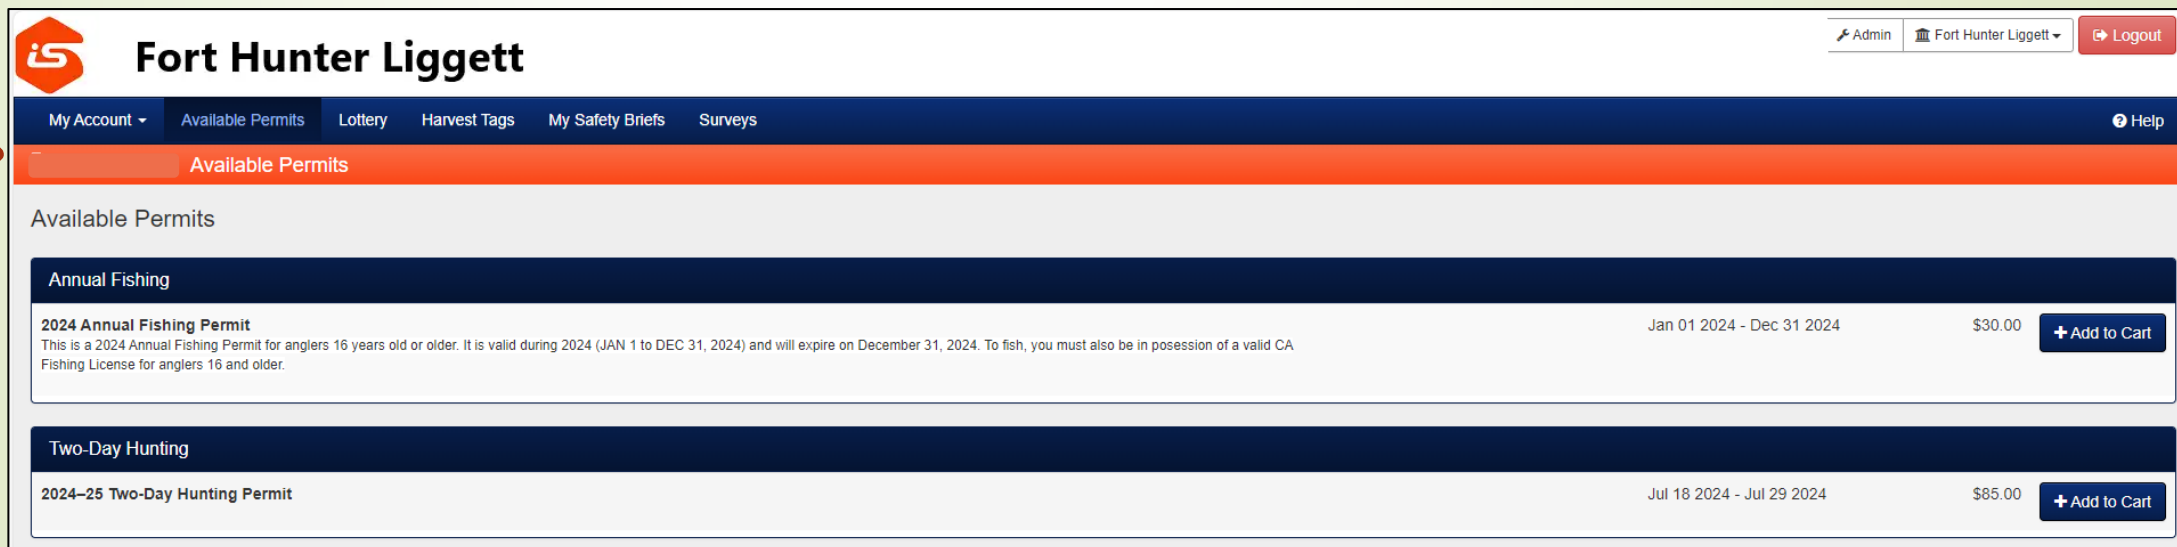 iS
Fort Hunter Liggett
Admin
Fort Hunter Liggett
Logout
My Account
Available Permits
Lottery
Harvest Tags
My Safety Briefs
Surveys
Help
Available Permits
Available Permits
Annual Fishing
2024 Annual Fishing Permit
Jan 01 2024 - Dec 31 2024
$30.00
+ Add to Cart
This is a 2024 Annual Fishing Permit for anglers 16 years old or older. It is valid during 2024 (JAN 1 to DEC 31, 2024) and will expire on December 31, 2024. To fish, you must also be in posession of a valid CA
Fishing License for anglers 16 and older.
Two-Day Hunting
2024–25 Two-Day Hunting Permit
Jul 18 2024 - Jul 29 2024
$85.00
+ Add to Cart